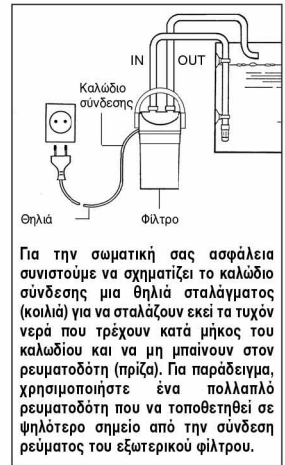 IN OUT
Καλώδιο
σύνδεσης
Θηλιά Φίλτρο
Για την σωματική σας ασφάλεια
συνιστούμε να σχηματίζει το καλώδιο
σύνδεσης μια θηλιά σταλάγματος
(κοιλιά) για να σταλάζουν εκεί τα τυχόν
νερά που τρέχουν κατά μήκος του
καλωδίου και να μη μπαίνουν στον
ρευματοδότη (πρίζα). Για παράδειγμα,
χρησιμοποιήστε ένα πολλαπλό
ρευματοδότη που να τοποθετηθεί σε
ψηλότερο σημείο από την σύνδεση
ρεύματος του εξωτερικού φίλτρου.